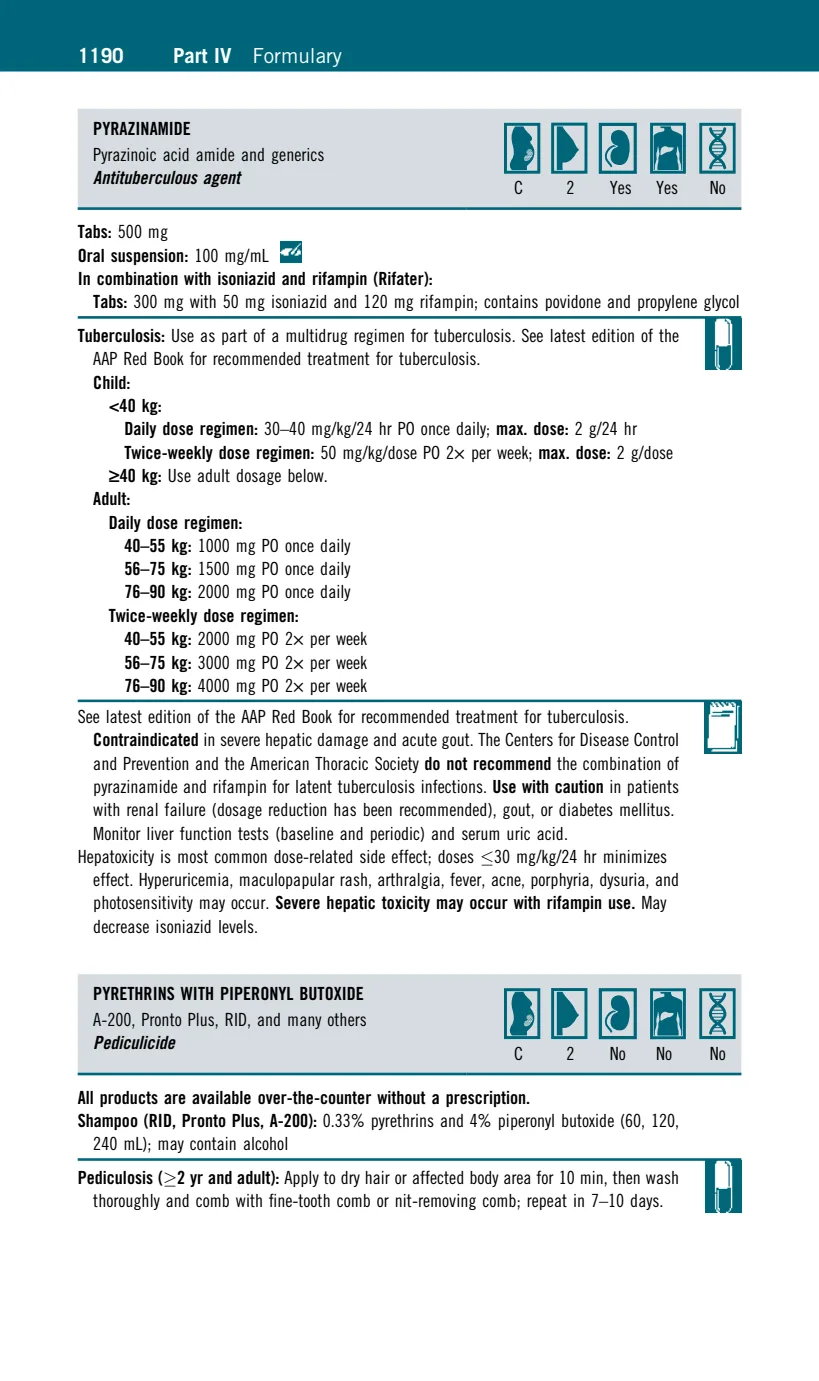 1190 Part IV Formulary
PYRAZINAMIDE
Pyrazinoic acid amide and generics
Antituberculous agent
C 2 Yes Yes No
Tabs: 500 mg
Oral suspension: 100 mg/mL
In combination with isoniazid and rifampin (Rifater):
Tabs: 300 mg with 50 mg isoniazid and 120 mg rifampin; contains povidone and propylene glycol
Tuberculosis: Use as part of a multidrug regimen for tuberculosis. See latest edition of the
AAP Red Book for recommended treatment for tuberculosis.
Child:
<40 kg:
Daily dose regimen: 30–40 mg/kg/24 hr PO once daily; max. dose: 2 g/24 hr
Twice-weekly dose regimen: 50 mg/kg/dose PO 2× per week; max. dose: 2 g/dose
≥40 kg: Use adult dosage below.
Adult:
Daily dose regimen:
40–55 kg: 1000 mg PO once daily
56–75 kg: 1500 mg PO once daily
76–90 kg: 2000 mg PO once daily
Twice-weekly dose regimen:
40–55 kg: 2000 mg PO 2× per week
56–75 kg: 3000 mg PO 2× per week
76–90 kg: 4000 mg PO 2× per week
See latest edition of the AAP Red Book for recommended treatment for tuberculosis.
Contraindicated in severe hepatic damage and acute gout. The Centers for Disease Control
and Prevention and the American Thoracic Society do not recommend the combination of
pyrazinamide and rifampin for latent tuberculosis infections. Use with caution in patients
with renal failure (dosage reduction has been recommended), gout, or diabetes mellitus.
Monitor liver function tests (baseline and periodic) and serum uric acid.
Hepatoxicity is most common dose-related side effect; doses ≤30 mg/kg/24 hr minimizes
effect. Hyperuricemia, maculopapular rash, arthralgia, fever, acne, porphyria, dysuria, and
photosensitivity may occur. Severe hepatic toxicity may occur with rifampin use. May
decrease isoniazid levels.
PYRETHRINS WITH PIPERONYL BUTOXIDE
A-200, Pronto Plus, RID, and many others
Pediculicide
C 2 No No No
All products are available over-the-counter without a prescription.
Shampoo (RID, Pronto Plus, A-200): 0.33% pyrethrins and 4% piperonyl butoxide (60, 120,
240 mL); may contain alcohol
Pediculosis (≥2 yr and adult): Apply to dry hair or affected body area for 10 min, then wash
thoroughly and comb with fine-tooth comb or nit-removing comb; repeat in 7–10 days.